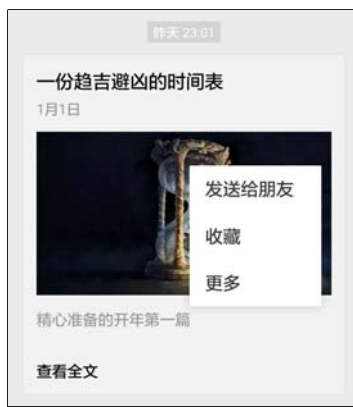 昨天 23:01
一份趋吉避凶的时间表
1月1日
发送给朋友
收藏
更多
精心准备的开年第一篇
查看全文